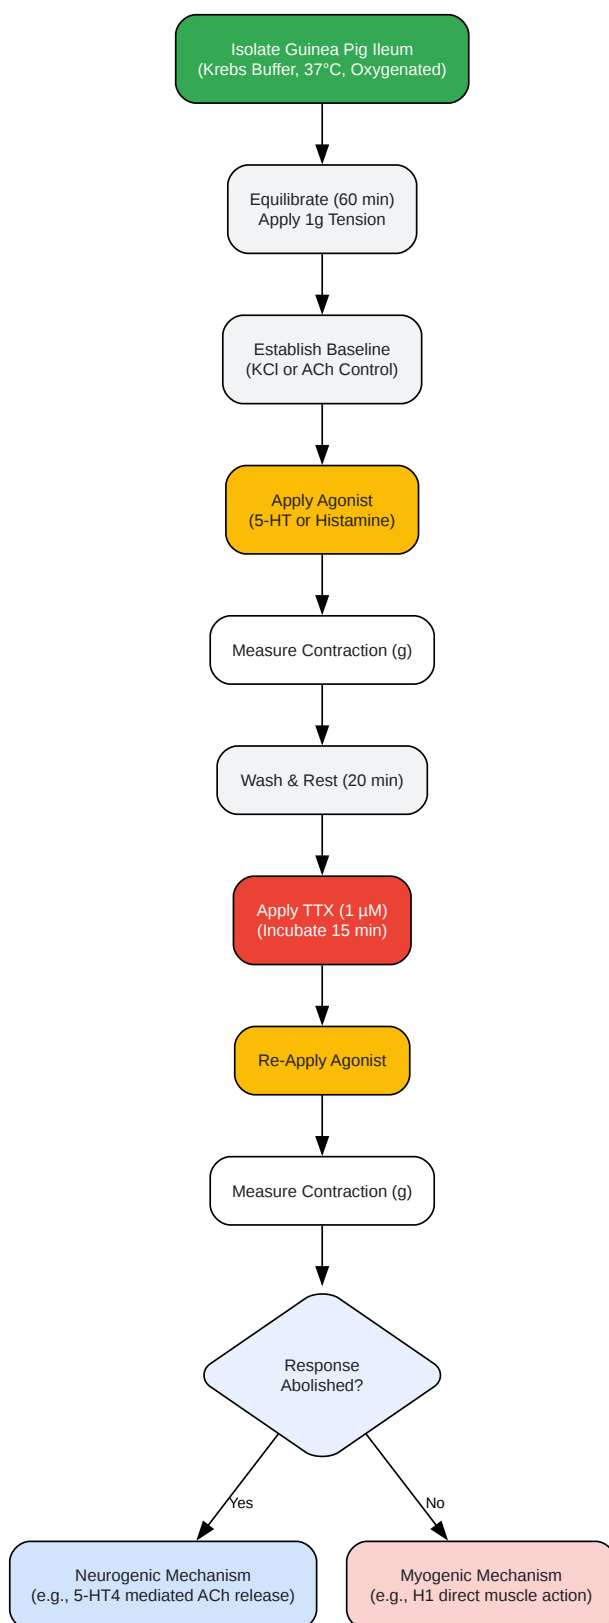 Isolate Guinea Pig Ileum
(Krebs Buffer, 37°C, Oxygenated)
Equilibrate (60 min)
Apply 1g Tension
Establish Baseline
(KCl or ACh Control)
Apply Agonist
(5-HT or Histamine)
Measure Contraction (g)
Wash & Rest (20 min)
Apply TTX (1 µM)
(Incubate 15 min)
Re-Apply Agonist
Measure Contraction (g)
Response
Abolished?
Yes
No
Neurogenic Mechanism
(e.g., 5-HT4 mediated ACh release)
Myogenic Mechanism
(e.g., H1 direct muscle action)